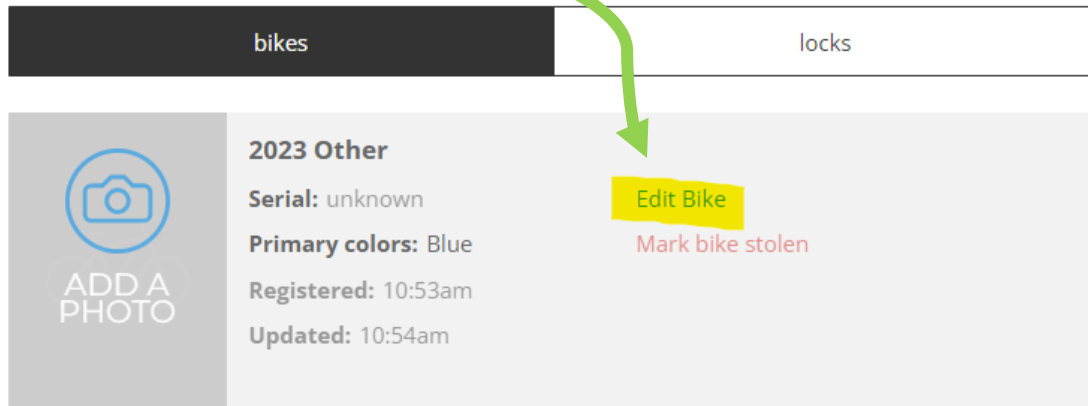 bikes
locks
2023 Other
Serial: unknown
Edit Bike
Primary colors: Blue
Mark bike stolen
Registered: 10:53am
Updated: 10:54am
ADD A
PHOTO